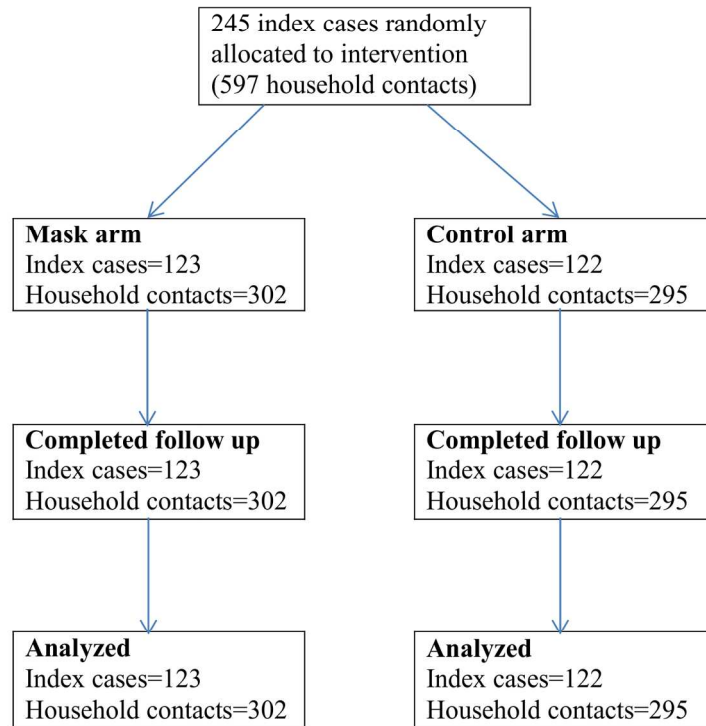 245 index cases randomly
allocated to intervention
(597 household contacts)
Mask arm
Index cases=123
Household contacts=302
Control arm
Index cases=122
Household contacts=295
Completed follow up
Index cases=123
Household contacts=302
Completed follow up
Index cases=122
Household contacts=295
Analyzed
Index cases=123
Household contacts=302
Analyzed
Index cases=122
Household contacts=295